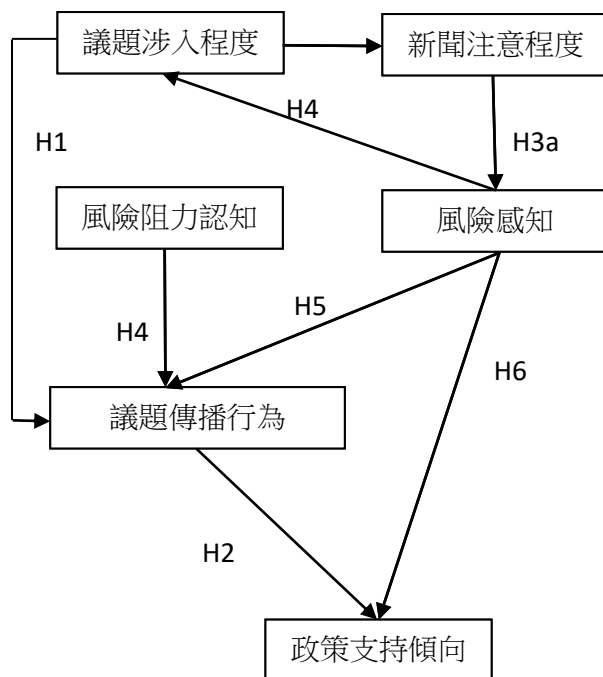 議題涉入程度
新聞注意程度
H4
H1
H3a
風險阻力認知
風險感知
H5
H4
H6
議題傳播行為
H2
政策支持傾向